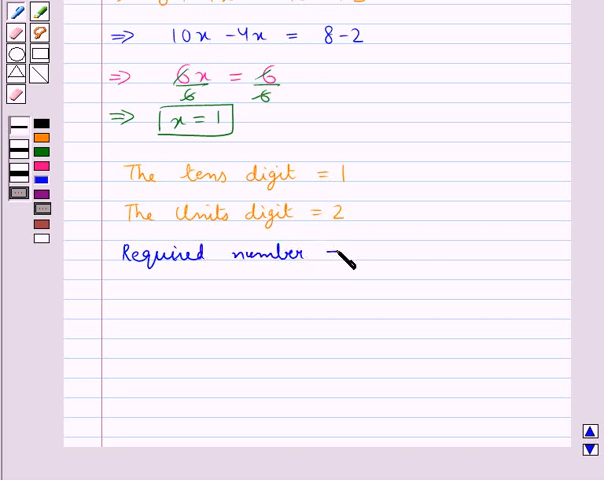 ⇒ 10x - 4x = 8 - 2
⇒ 6x/6 = 6/6
⇒ x = 1
The tens digit = 1
The Units digit = 2
Required number -